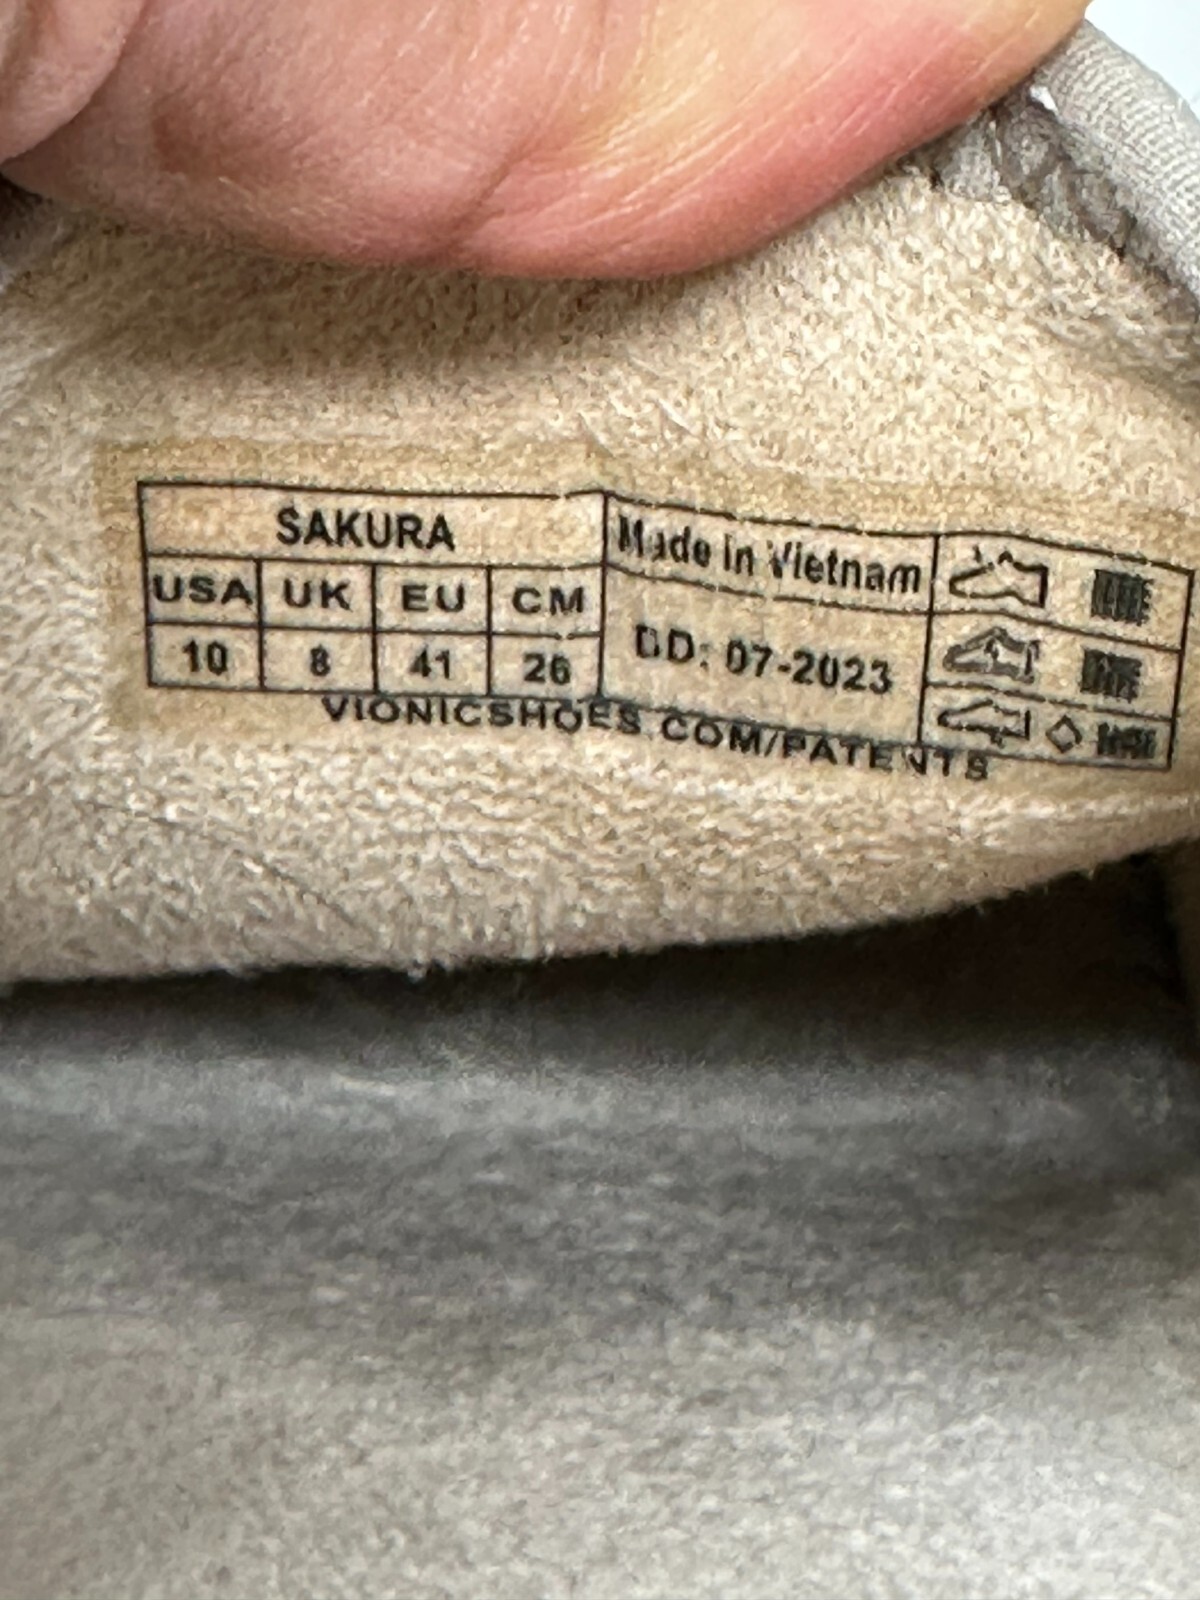 SAKURA
USA UK EU CM
10 8 41 26
Made in Vietnam
DD: 07-2023
VIONICSHOES.COM/PATENTS